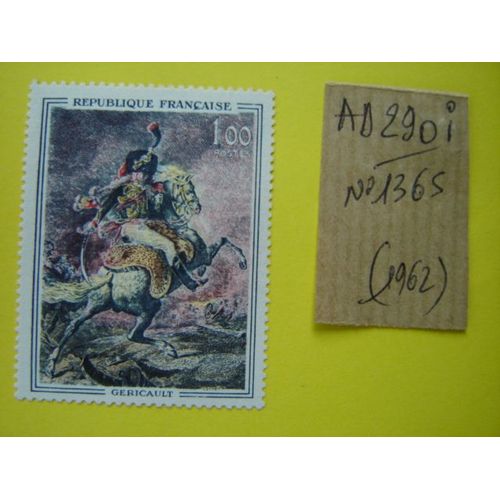 REPUBLIQUE FRANÇAISE
1,00
POSTES
GERICAULT
AD290i
N°1365
(1962)